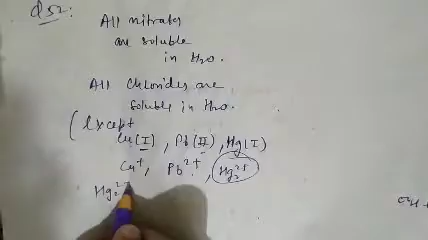 Q52:
All nitrates
are soluble
in H₂O.
All chlorides are
soluble in H₂O.
(Except
Cu(I), Pb(II), Hg(I)
Cu⁺, Pb²⁺, Hg₂²⁺
Hg₂²⁺